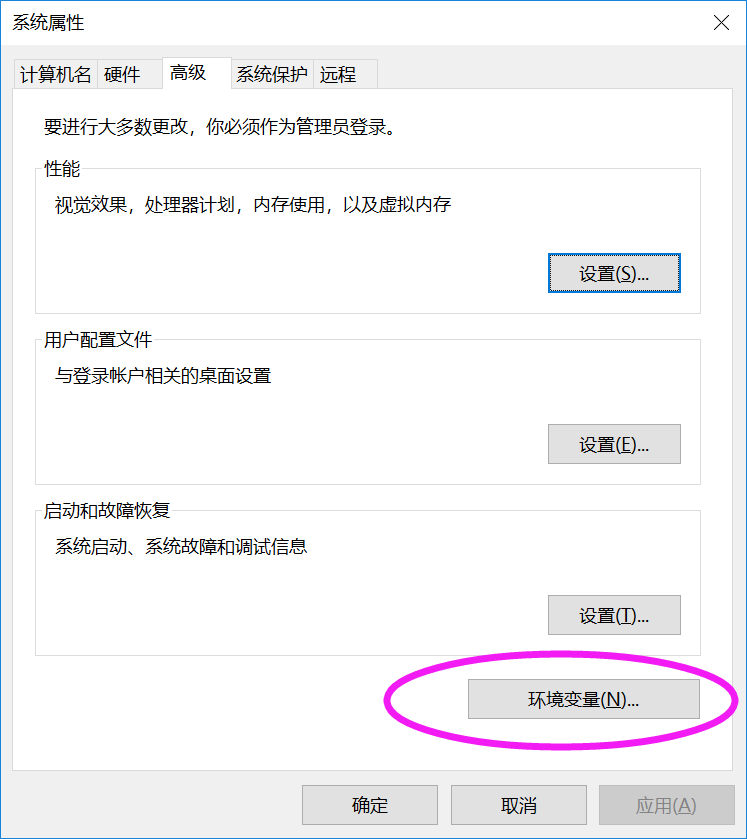 系统属性
计算机名 硬件 高级 系统保护 远程
要进行大多数更改，你必须作为管理员登录。
性能
视觉效果，处理器计划，内存使用，以及虚拟内存
设置(S)...
用户配置文件
与登录帐户相关的桌面设置
设置(E)...
启动和故障恢复
系统启动、系统故障和调试信息
设置(T)...
环境变量(N)...
确定 取消 应用(A)